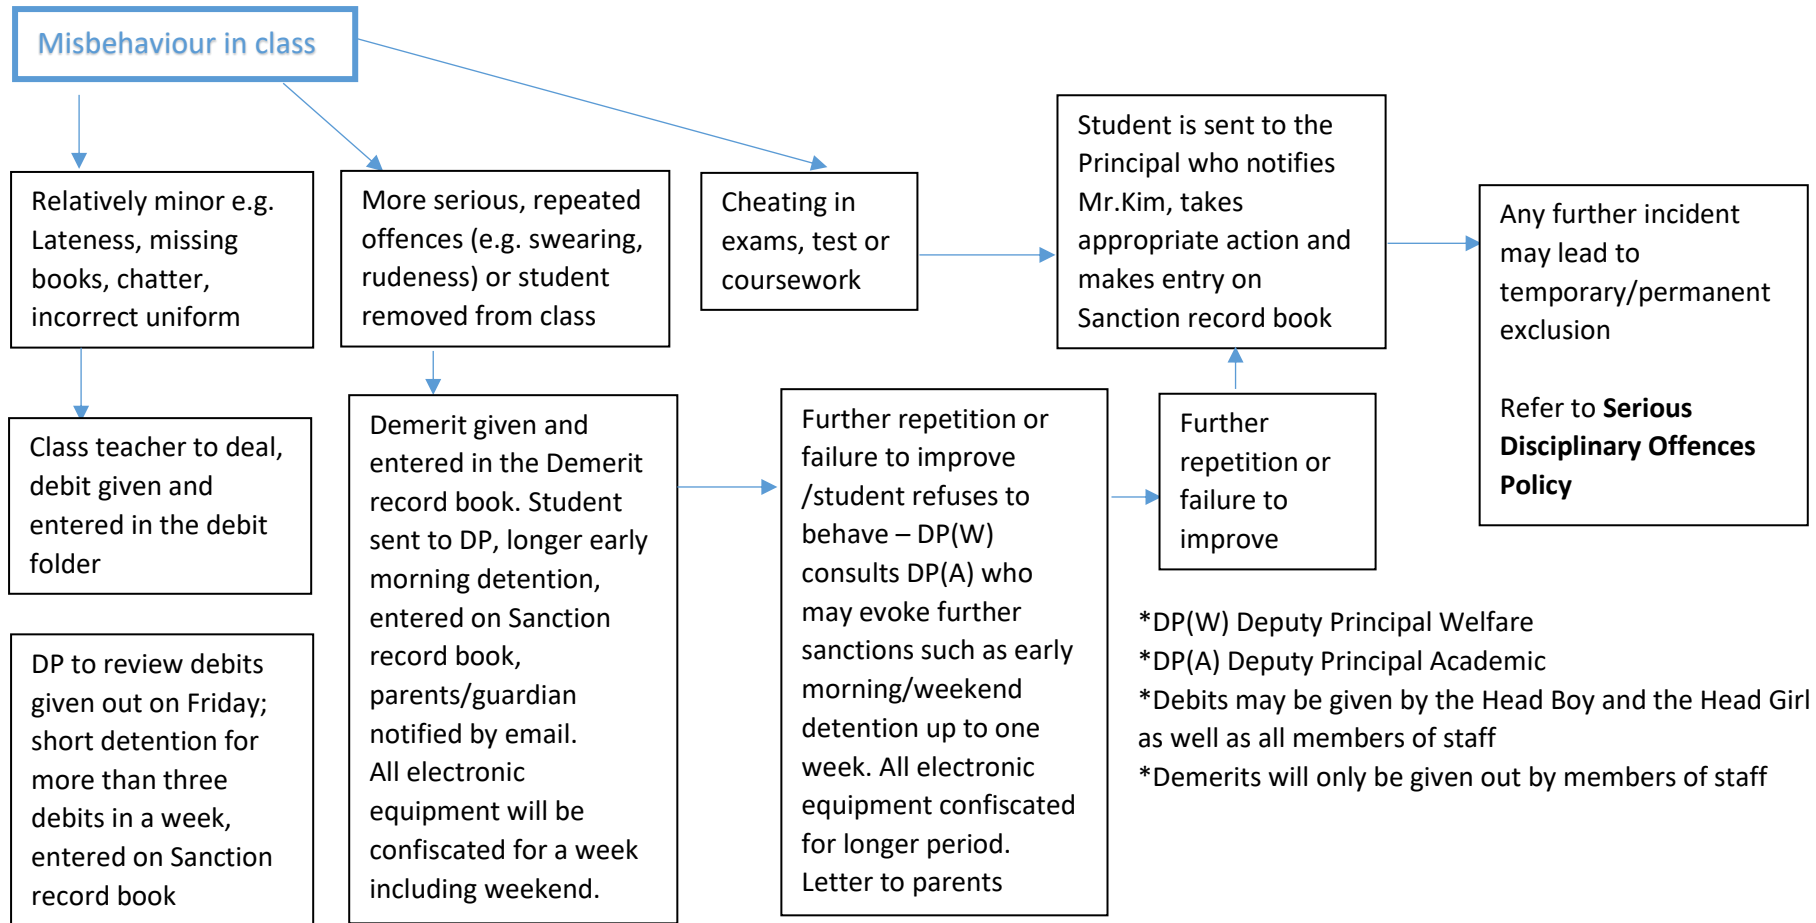 Misbehaviour in class
Relatively minor e.g.
Lateness, missing
books, chatter,
incorrect uniform
More serious, repeated
offences (e.g. swearing,
rudeness) or student
removed from class
Cheating in
exams, test or
coursework
Student is sent to the
Principal who notifies
Mr.Kim, takes
appropriate action and
makes entry on
Sanction record book
Any further incident
may lead to
temporary/permanent
exclusion
Refer to Serious
Disciplinary Offences
Policy
Class teacher to deal,
debit given and
entered in the debit
folder
DP to review debits
given out on Friday;
short detention for
more than three
debits in a week,
entered on Sanction
record book
Demerit given and
entered in the Demerit
record book. Student
sent to DP, longer early
morning detention,
entered on Sanction
record book,
parents/guardian
notified by email.
All electronic
equipment will be
confiscated for a week
including weekend.
Further repetition or
failure to improve
/student refuses to
behave – DP(W)
consults DP(A) who
may evoke further
sanctions such as early
morning/weekend
detention up to one
week. All electronic
equipment confiscated
for longer period.
Letter to parents
Further
repetition or
failure to
improve
*DP(W) Deputy Principal Welfare
*DP(A) Deputy Principal Academic
*Debits may be given by the Head Boy and the Head Girl
as well as all members of staff
*Demerits will only be given out by members of staff